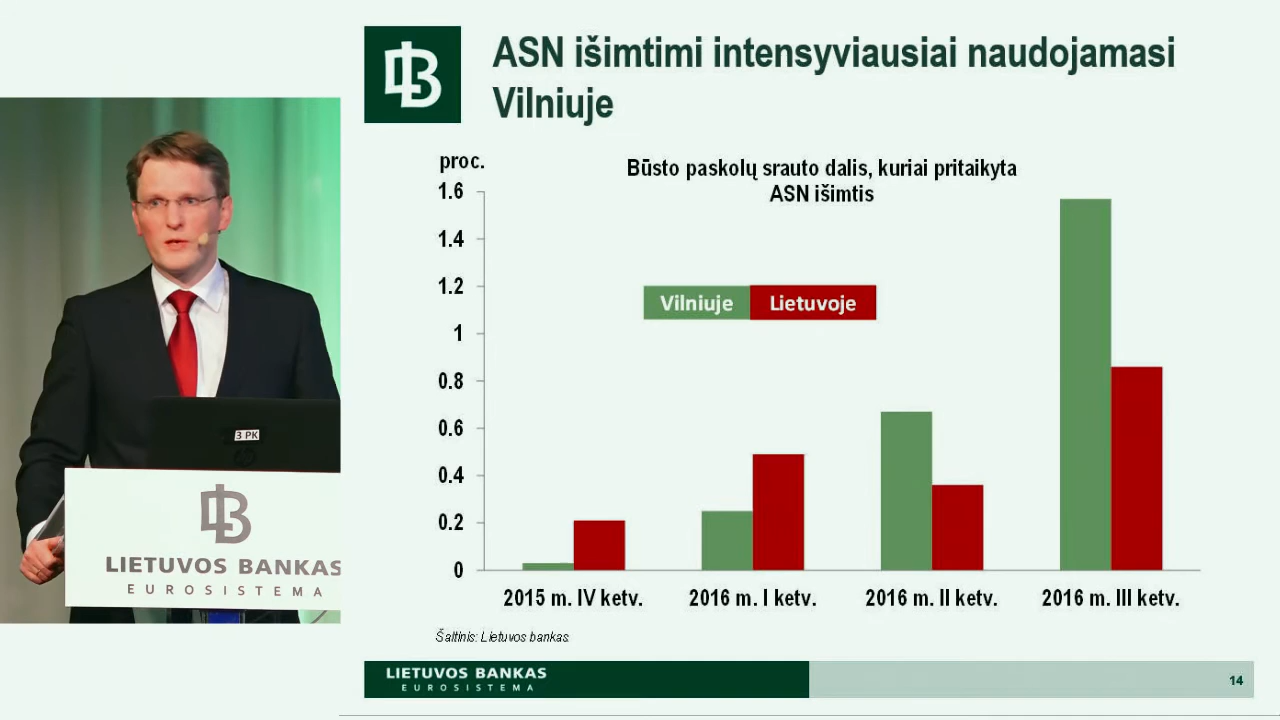 ASN išimtimi intensyviausiai naudojamasi
Vilniuje
proc.
Būsto paskolų srauto dalis, kuriai pritaikyta
ASN išimtis
1.6
1.4
1.2
1
0.8
0.6
0.4
0.2
0
Vilniuje Lietuvoje
2015 m. IV ketv. 2016 m. I ketv. 2016 m. II ketv. 2016 m. III ketv.
Šaltinis: Lietuvos bankas
LIETUVOS BANKAS
EUROSISTEMA
14
3 PK
LIETUVOS BANKAS
EUROSISTEMA